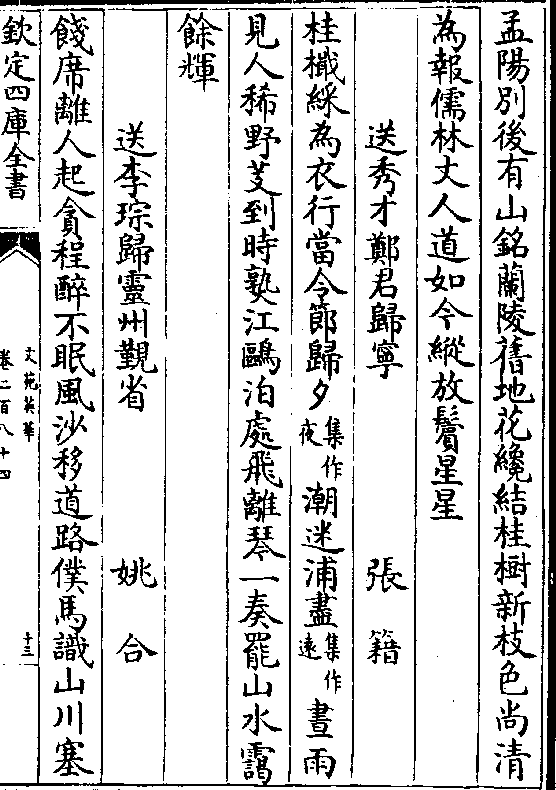 孟陽別後有山銘蘭陵舊地花纔結桂樹新枝色尚清
為報儒林丈人道如今縱放鬢星星
送秀才鄭君歸寧 張籍
桂檝綵為衣行當令節歸夕集作夜潮迷浦盡集作遠晝雨
見人稀野芰到時熟江鷗泊處飛離琴一奏罷山水靄
餘輝
送李琮歸靈州覲省 姚合
餞席離人起貪程醉不眠風沙移道路僕馬識山川塞
欽定四庫全書 文苑英華 卷二百八十四 十三